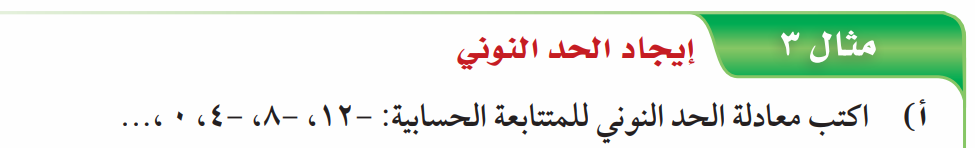 مثال ٣
إيجاد الحد النوني
أ) اكتب معادلة الحد النوني للمتتابعة الحسابية: -١٢، -٨، -٤، ٠ ،...